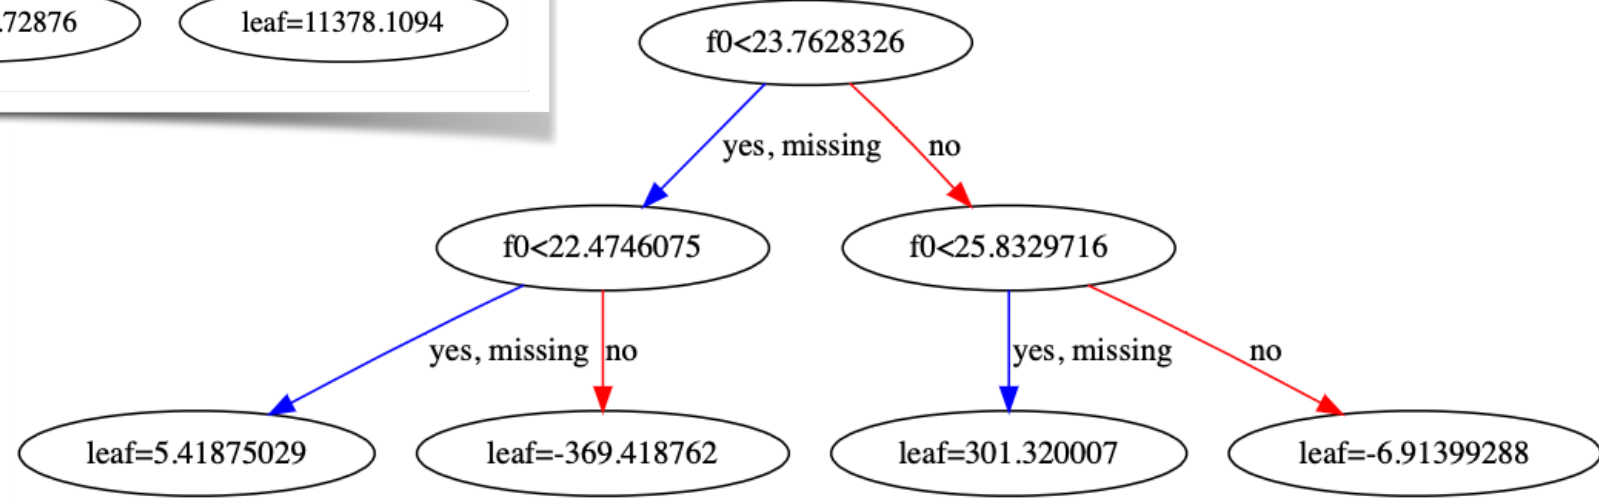 .72876
leaf=11378.1094
f0<23.7628326
yes, missing
no
f0<22.4746075
f0<25.8329716
yes, missing
no
yes, missing
no
leaf=5.41875029
leaf=-369.418762
leaf=301.320007
leaf=-6.91399288